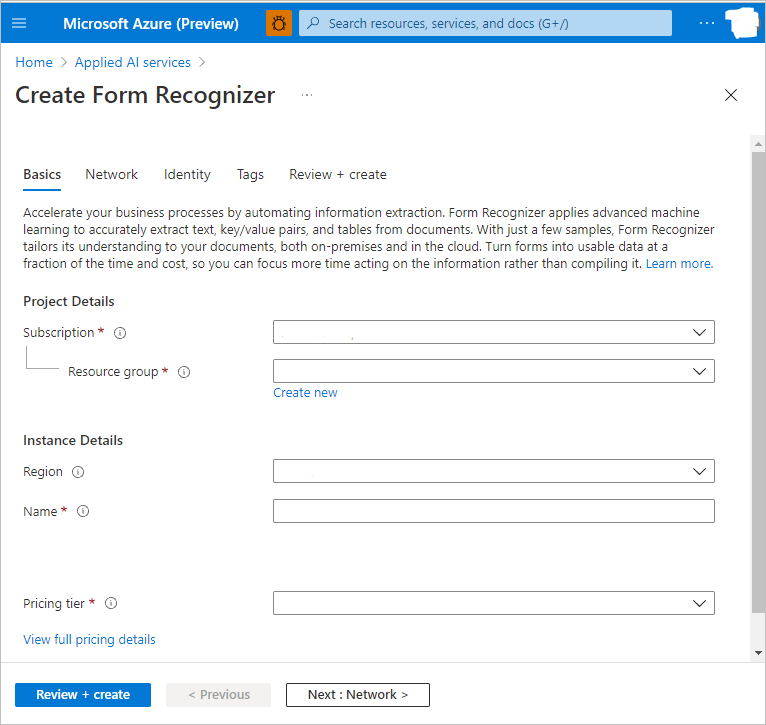 Microsoft Azure (Preview)
Search resources, services, and docs (G+/)
...
Home > Applied AI services >
Create Form Recognizer ...
Basics Network Identity Tags Review + create
Accelerate your business processes by automating information extraction. Form Recognizer applies advanced machine
learning to accurately extract text, key/value pairs, and tables from documents. With just a few samples, Form Recognizer
tailors its understanding to your documents, both on-premises and in the cloud. Turn forms into usable data at a
fraction of the time and cost, so you can focus more time acting on the information rather than compiling it. Learn more.
Project Details
Subscription *
Resource group *
Create new
Instance Details
Region
Name *
Pricing tier *
View full pricing details
Review + create
< Previous
Next : Network >